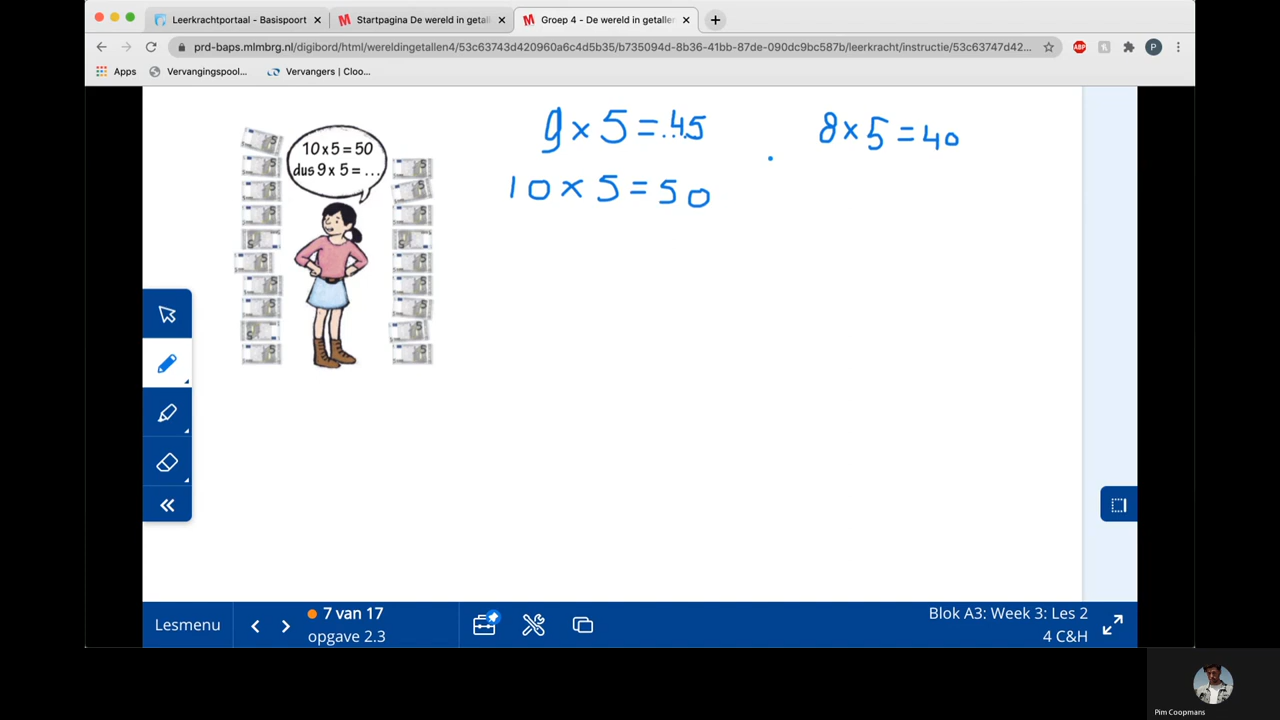 Leerkrachtportaal - Basispoort
Startpagina De wereld in getal
Groep 4 - De wereld in getallen
prd-baps.mlmbrg.nl/digibord/html/wereldingetallen4/53c63743d420960a6c4d5b35/b735094d-8b36-41bb-87de-090dc9bc587b/leerkracht/instructie/53c63747d42...
ABP
P
Apps
Vervangingspool...
Vervangers | Cloo...
10 x 5 = 50
dus 9 x 5 = ...
9 x 5 = 45
10 x 5 = 50
8 x 5 = 40
Lesmenu
7 van 17
opgave 2.3
Blok A3: Week 3: Les 2
4 C&H
Pim Coopmans